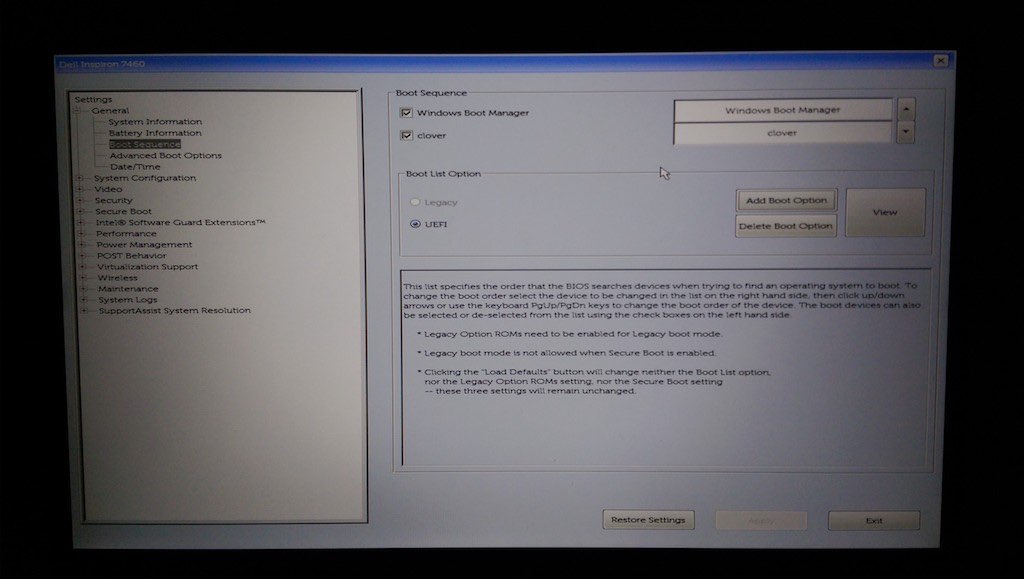 Dell Inspiron 7460
Settings
General
System Information
Battery Information
Boot Sequence
Advanced Boot Options
Date/Time
System Configuration
Video
Security
Secure Boot
Intel® Software Guard Extensions™
Performance
Power Management
POST Behavior
Virtualization Support
Wireless
Maintenance
System Logs
SupportAssist System Resolution
Boot Sequence
Windows Boot Manager
clover
Windows Boot Manager
clover
Boot List Option
Legacy
UEFI
Add Boot Option
Delete Boot Option
View
This list specifies the order that the BIOS searches devices when trying to find an operating system to boot. To
change the boot order select the device to be changed in the list on the right hand side, then click up/down
arrows or use the keyboard PgUp/PgDn keys to change the boot order of the device. The boot devices can also
be selected or de-selected from the list using the check boxes on the left hand side.
* Legacy Option ROMs need to be enabled for Legacy boot mode.
* Legacy boot mode is not allowed when Secure Boot is enabled.
* Clicking the "Load Defaults" button will change neither the Boot List option,
nor the Legacy Option ROMs setting, nor the Secure Boot setting
-- these three settings will remain unchanged.
Restore Settings
Apply
Exit